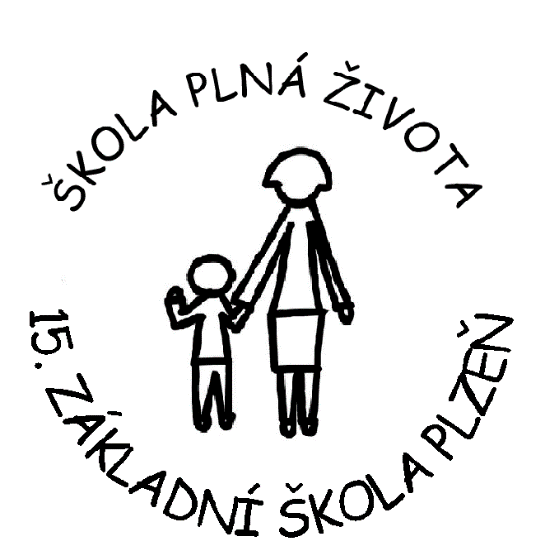 ŠKOLA PLNÁ ŽIVOTA
15. ZÁKLADNÍ ŠKOLA PLZEŇ